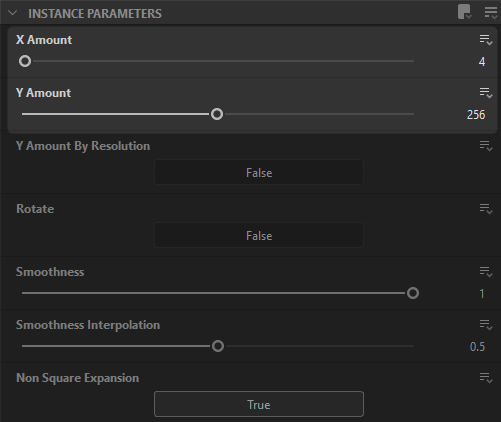 INSTANCE PARAMETERS
X Amount
4
Y Amount
256
Y Amount By Resolution
False
Rotate
False
Smoothness
1
Smoothness Interpolation
0.5
Non Square Expansion
True